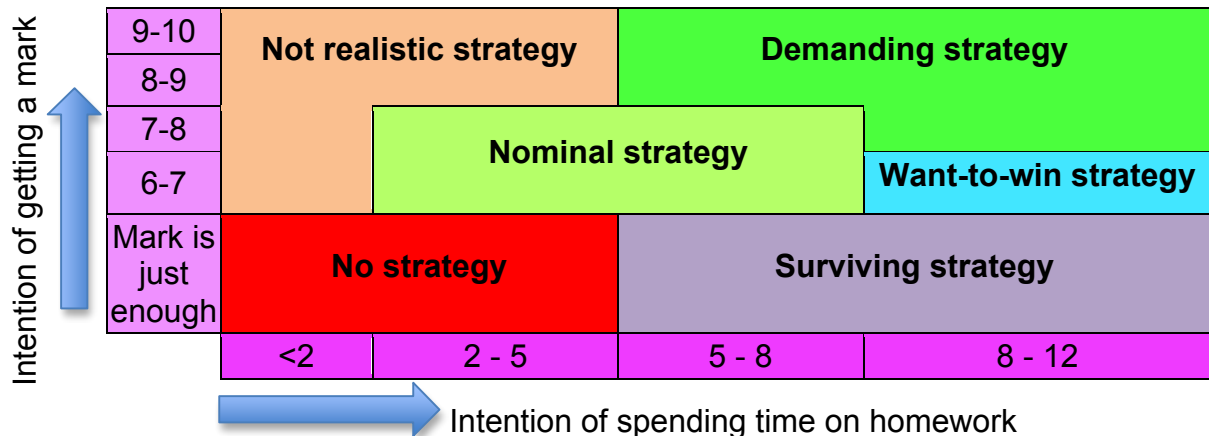 Intention of getting a mark
9-10
Not realistic strategy
Demanding strategy
8-9
7-8
Nominal strategy
6-7
Want-to-win strategy
Mark is
just
enough
No strategy
Surviving strategy
<2
2 - 5
5 - 8
8 - 12
Intention of spending time on homework